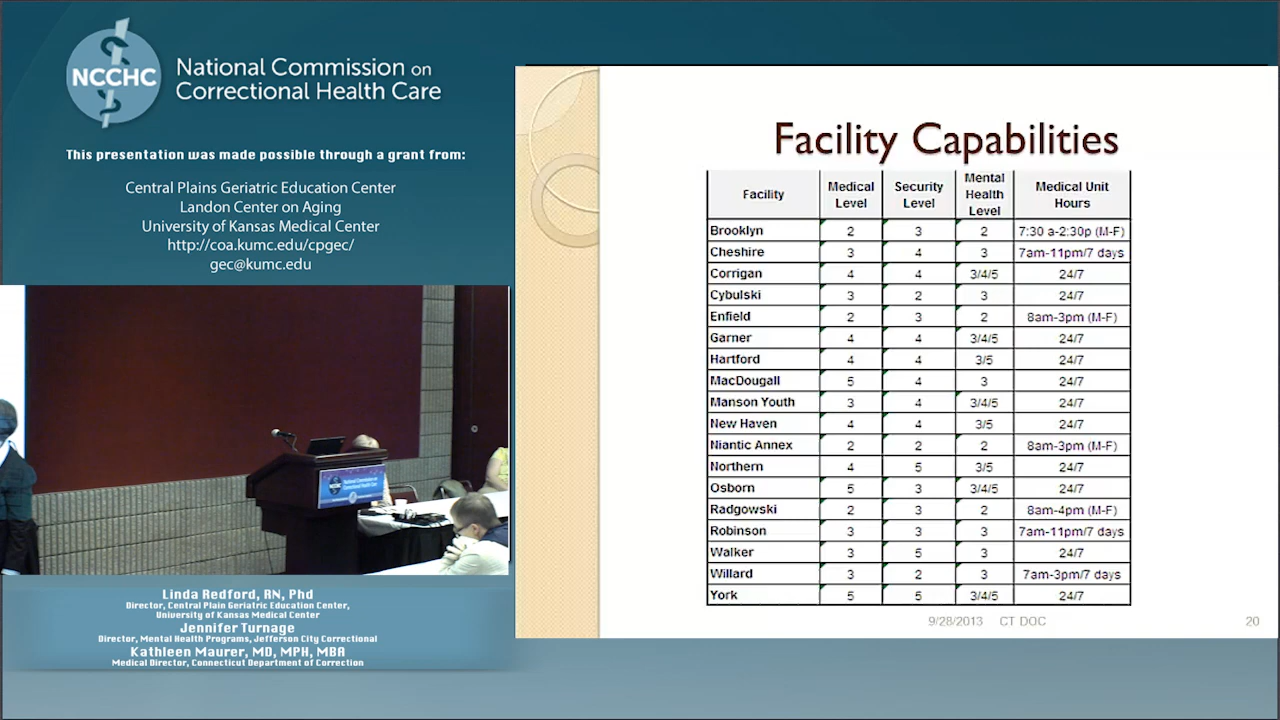 NCCHC
National Commission on
Correctional Health Care
This presentation was made possible through a grant from:
Central Plains Geriatric Education Center
Landon Center on Aging
University of Kansas Medical Center
http://coa.kumc.edu/cpgec/
gec@kumc.edu
NCCHC
National Commission on
Correctional Health Care
Linda Redford, RN, Phd
Director, Central Plain Geriatric Education Center,
University of Kansas Medical Center
Jennifer Turnage
Director, Mental Health Programs, Jefferson City Correctional
Kathleen Maurer, MD, MPH, MBA
Medical Director, Connecticut Department of Correction
Facility Capabilities
Facility Medical Level Security Level Mental Health Level Medical Unit Hours
Brooklyn 2 3 2 7:30 a-2:30p (M-F)
Cheshire 3 4 3 7am-11pm/7 days
Corrigan 4 4 3/4/5 24/7
Cybulski 3 2 3 24/7
Enfield 2 3 2 8am-3pm (M-F)
Garner 4 4 3/4/5 24/7
Hartford 4 4 3/5 24/7
MacDougall 5 4 3 24/7
Manson Youth 3 4 3/4/5 24/7
New Haven 4 4 3/5 24/7
Niantic Annex 2 2 2 8am-3pm (M-F)
Northern 4 5 3/5 24/7
Osborn 5 3 3/4/5 24/7
Radgowski 2 3 2 8am-4pm (M-F)
Robinson 3 3 3 7am-11pm/7 days
Walker 3 5 3 24/7
Willard 3 2 3 7am-3pm/7 days
York 5 5 3/4/5 24/7
9/28/2013 CT DOC 20